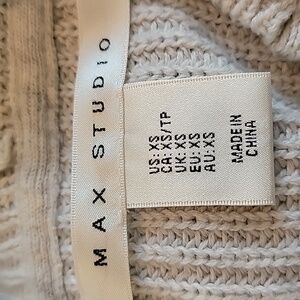 MAX STUDIO
US:XS
CA:XS/TP
UK:XS
EU:XS
AU:XS
MADE IN
CHINA